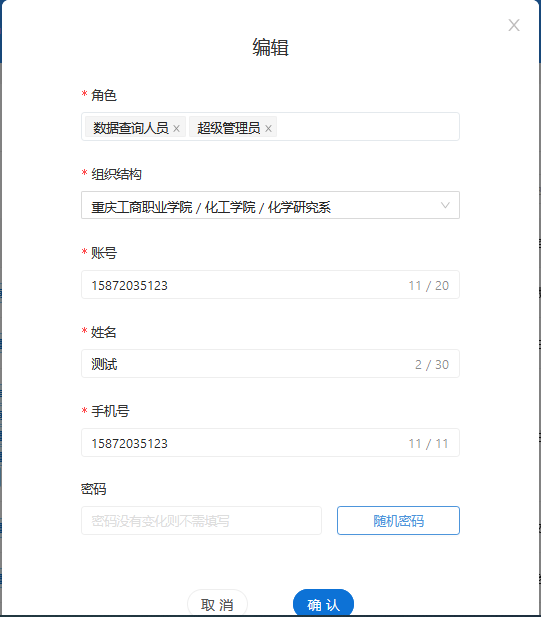 编辑
* 角色
数据查询人员 × 超级管理员 ×
* 组织结构
重庆工商职业学院 / 化工学院 / 化学研究系
* 账号
15872035123 11 / 20
* 姓名
测试 2 / 30
* 手机号
15872035123 11 / 11
密码
密码没有变化则不需填写 随机密码
取 消 确 认